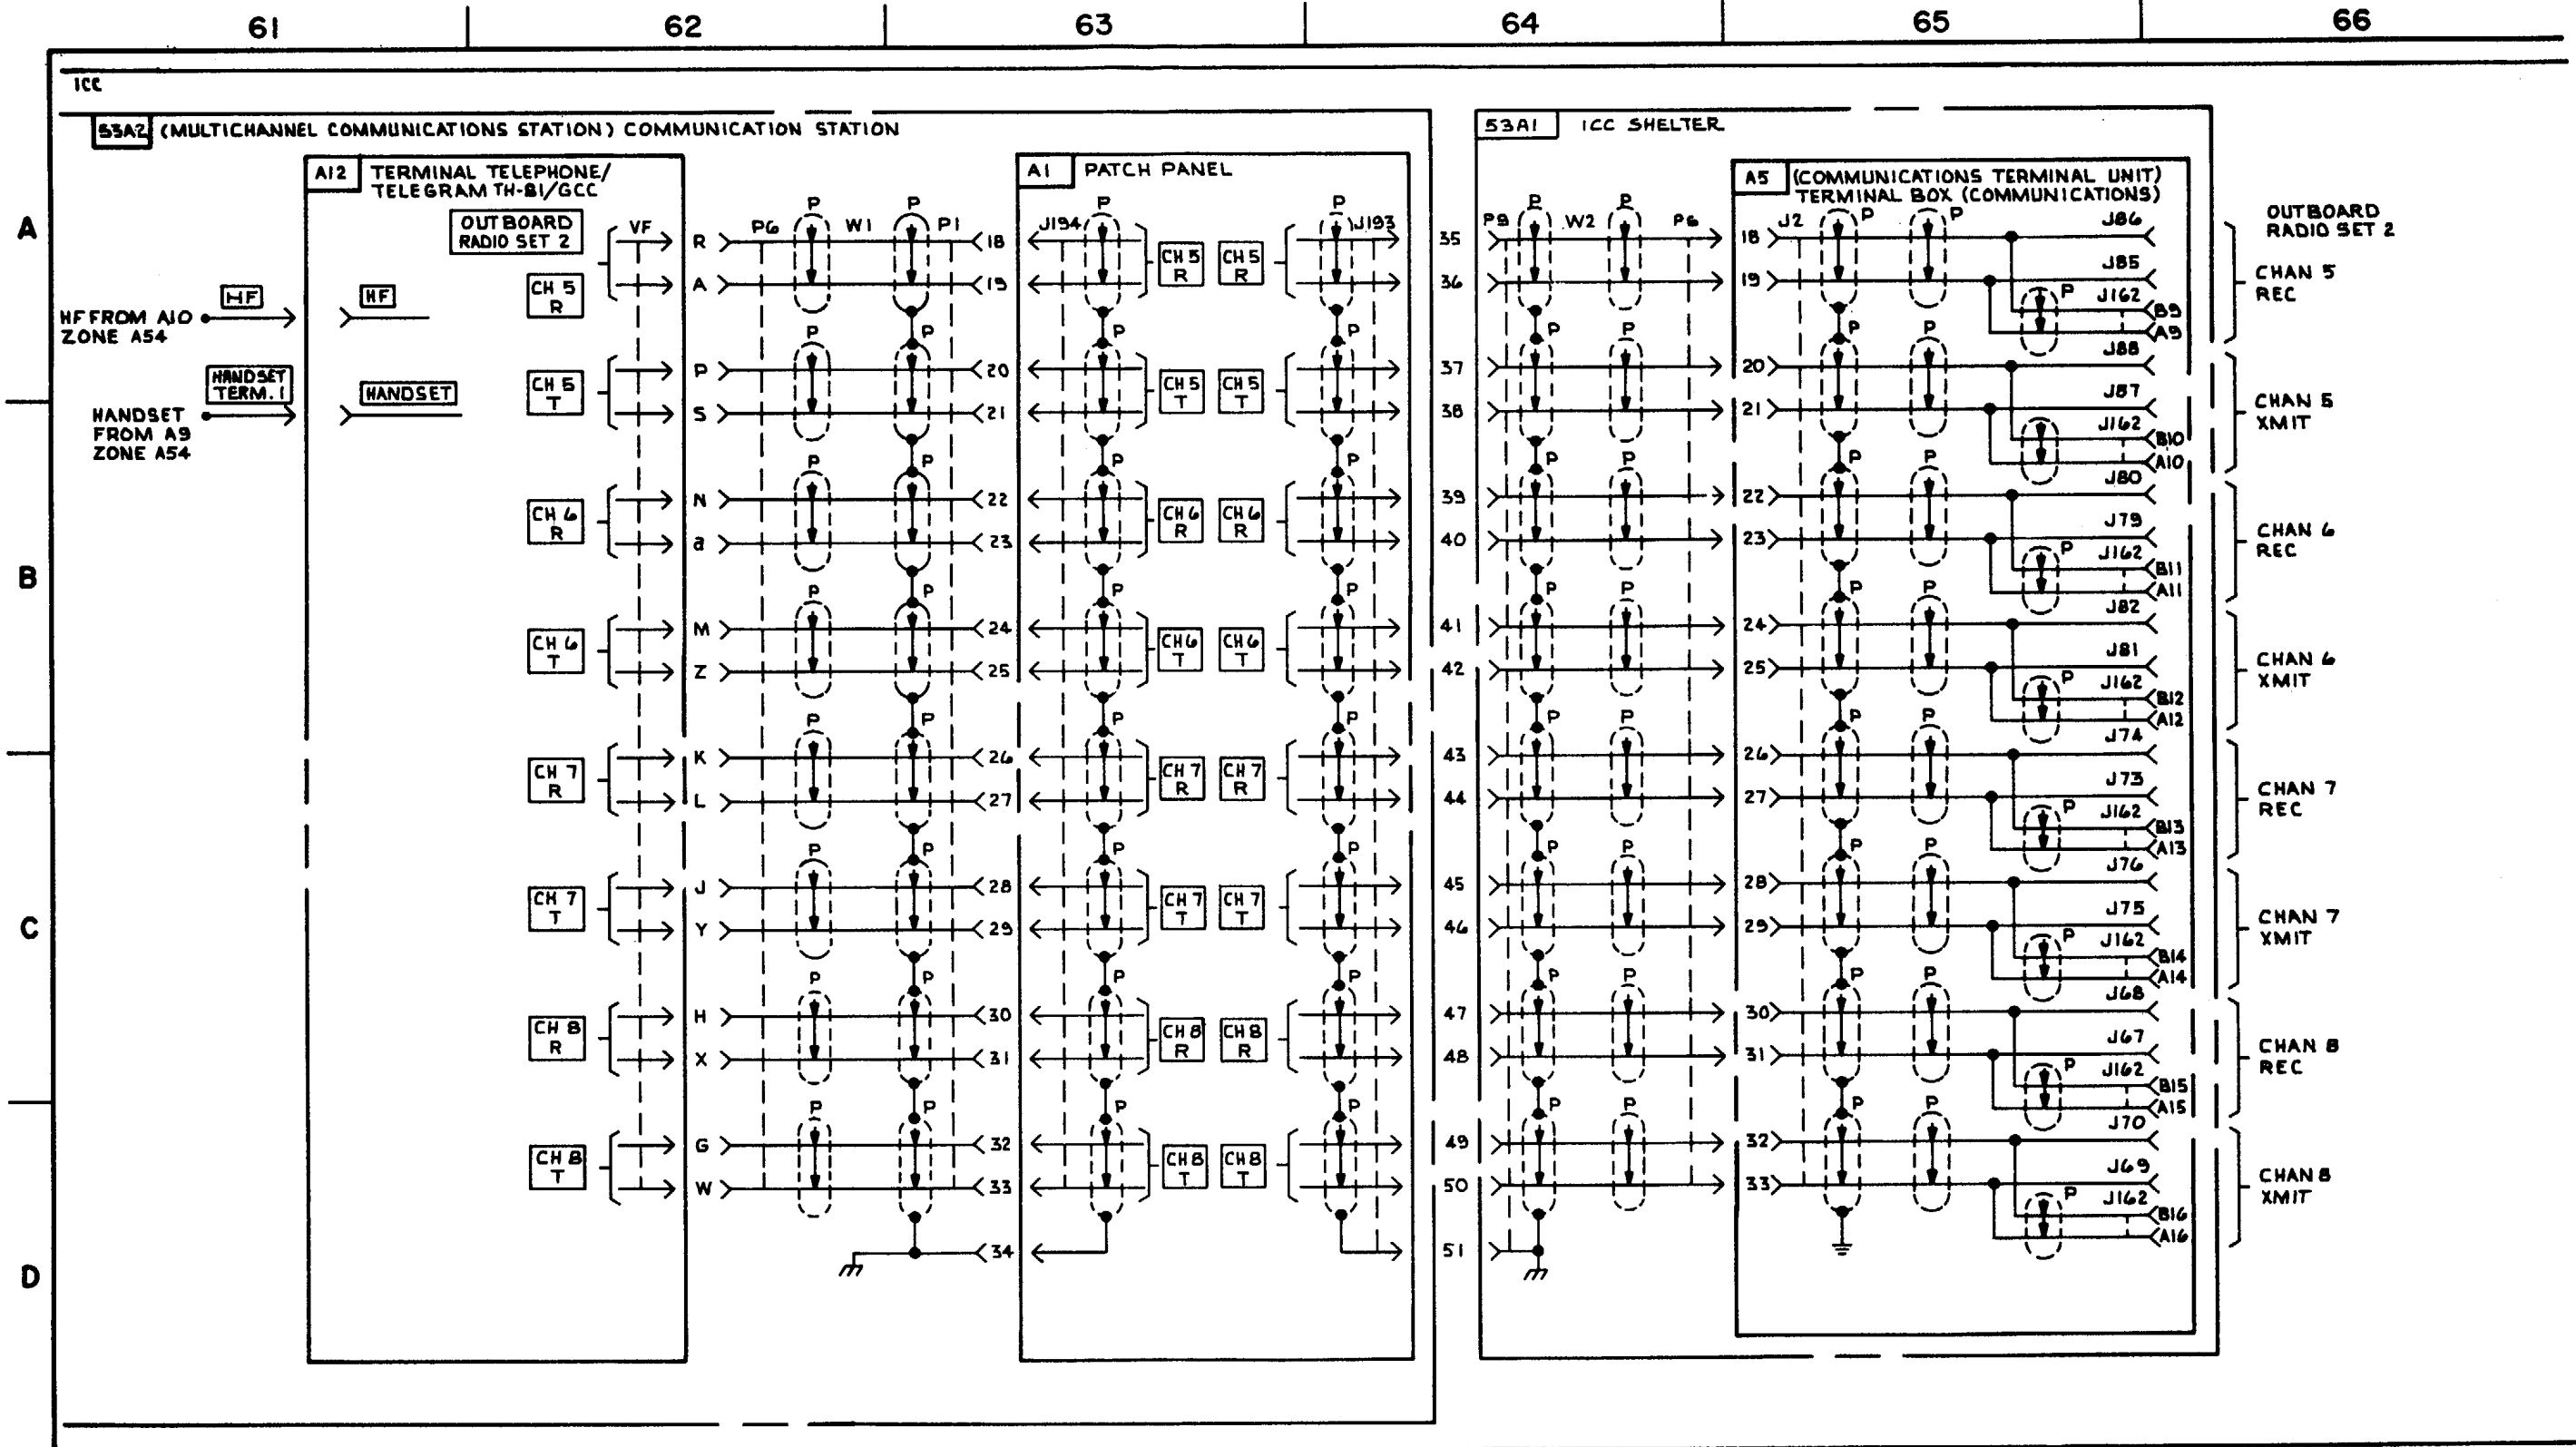 61 62 63 64 65 66
ICC
53A2 (MULTICHANNEL COMMUNICATIONS STATION) COMMUNICATION STATION
53A1 ICC SHELTER
A12 TERMINAL TELEPHONE/
TELEGRAM TH-81/GCC
A1 PATCH PANEL
A5 (COMMUNICATIONS TERMINAL UNIT)
TERMINAL BOX (COMMUNICATIONS)
A
B
C
D
HF
HF FROM A10
ZONE A54
HF
HANDSET
TERM. 1
HANDSET
FROM A9
ZONE A54
HANDSET
OUTBOARD
RADIO SET 2
VF P6 P W1 P P1 J194 P P J193 P9 P W2 P P6 J2 P P
OUTBOARD
RADIO SET 2
CH 5
R
R 18 CH 5 R CH 5 R 35 18 J86
A 19 36 19 J85
P J162 B9
A9
CHAN 5
REC
CH 5
T
P P P P P P P P
P 20 CH 5 T CH 5 T 37 20 J88
S 21 38 21 J87
P J162 B10
A10
CHAN 5
XMIT
CH 6
R
P P P P P P P P
N 22 CH 6 R CH 6 R 39 22 J80
a 23 40 23 J79
P J162 B11
A11
CHAN 6
REC
CH 6
T
P P P P P P P P
M 24 CH 6 T CH 6 T 41 24 J82
Z 25 42 25 J81
P J162 B12
A12
CHAN 6
XMIT
CH 7
R
P P P P P P P P
K 26 CH 7 R CH 7 R 43 26 J74
L 27 44 27 J73
P J162 B13
A13
CHAN 7
REC
CH 7
T
P P P P P P P P
J 28 CH 7 T CH 7 T 45 28 J76
Y 29 46 29 J75
P J162 B14
A14
CHAN 7
XMIT
CH 8
R
P P P P P P P P
H 30 CH 8 R CH 8 R 47 30 J68
X 31 48 31 J67
P J162 B15
A15
CHAN 8
REC
CH 8
T
P P P P P P P P
G 32 CH 8 T CH 8 T 49 32 J70
W 33 50 33 J69
P J162 B16
A16
CHAN 8
XMIT
34 51